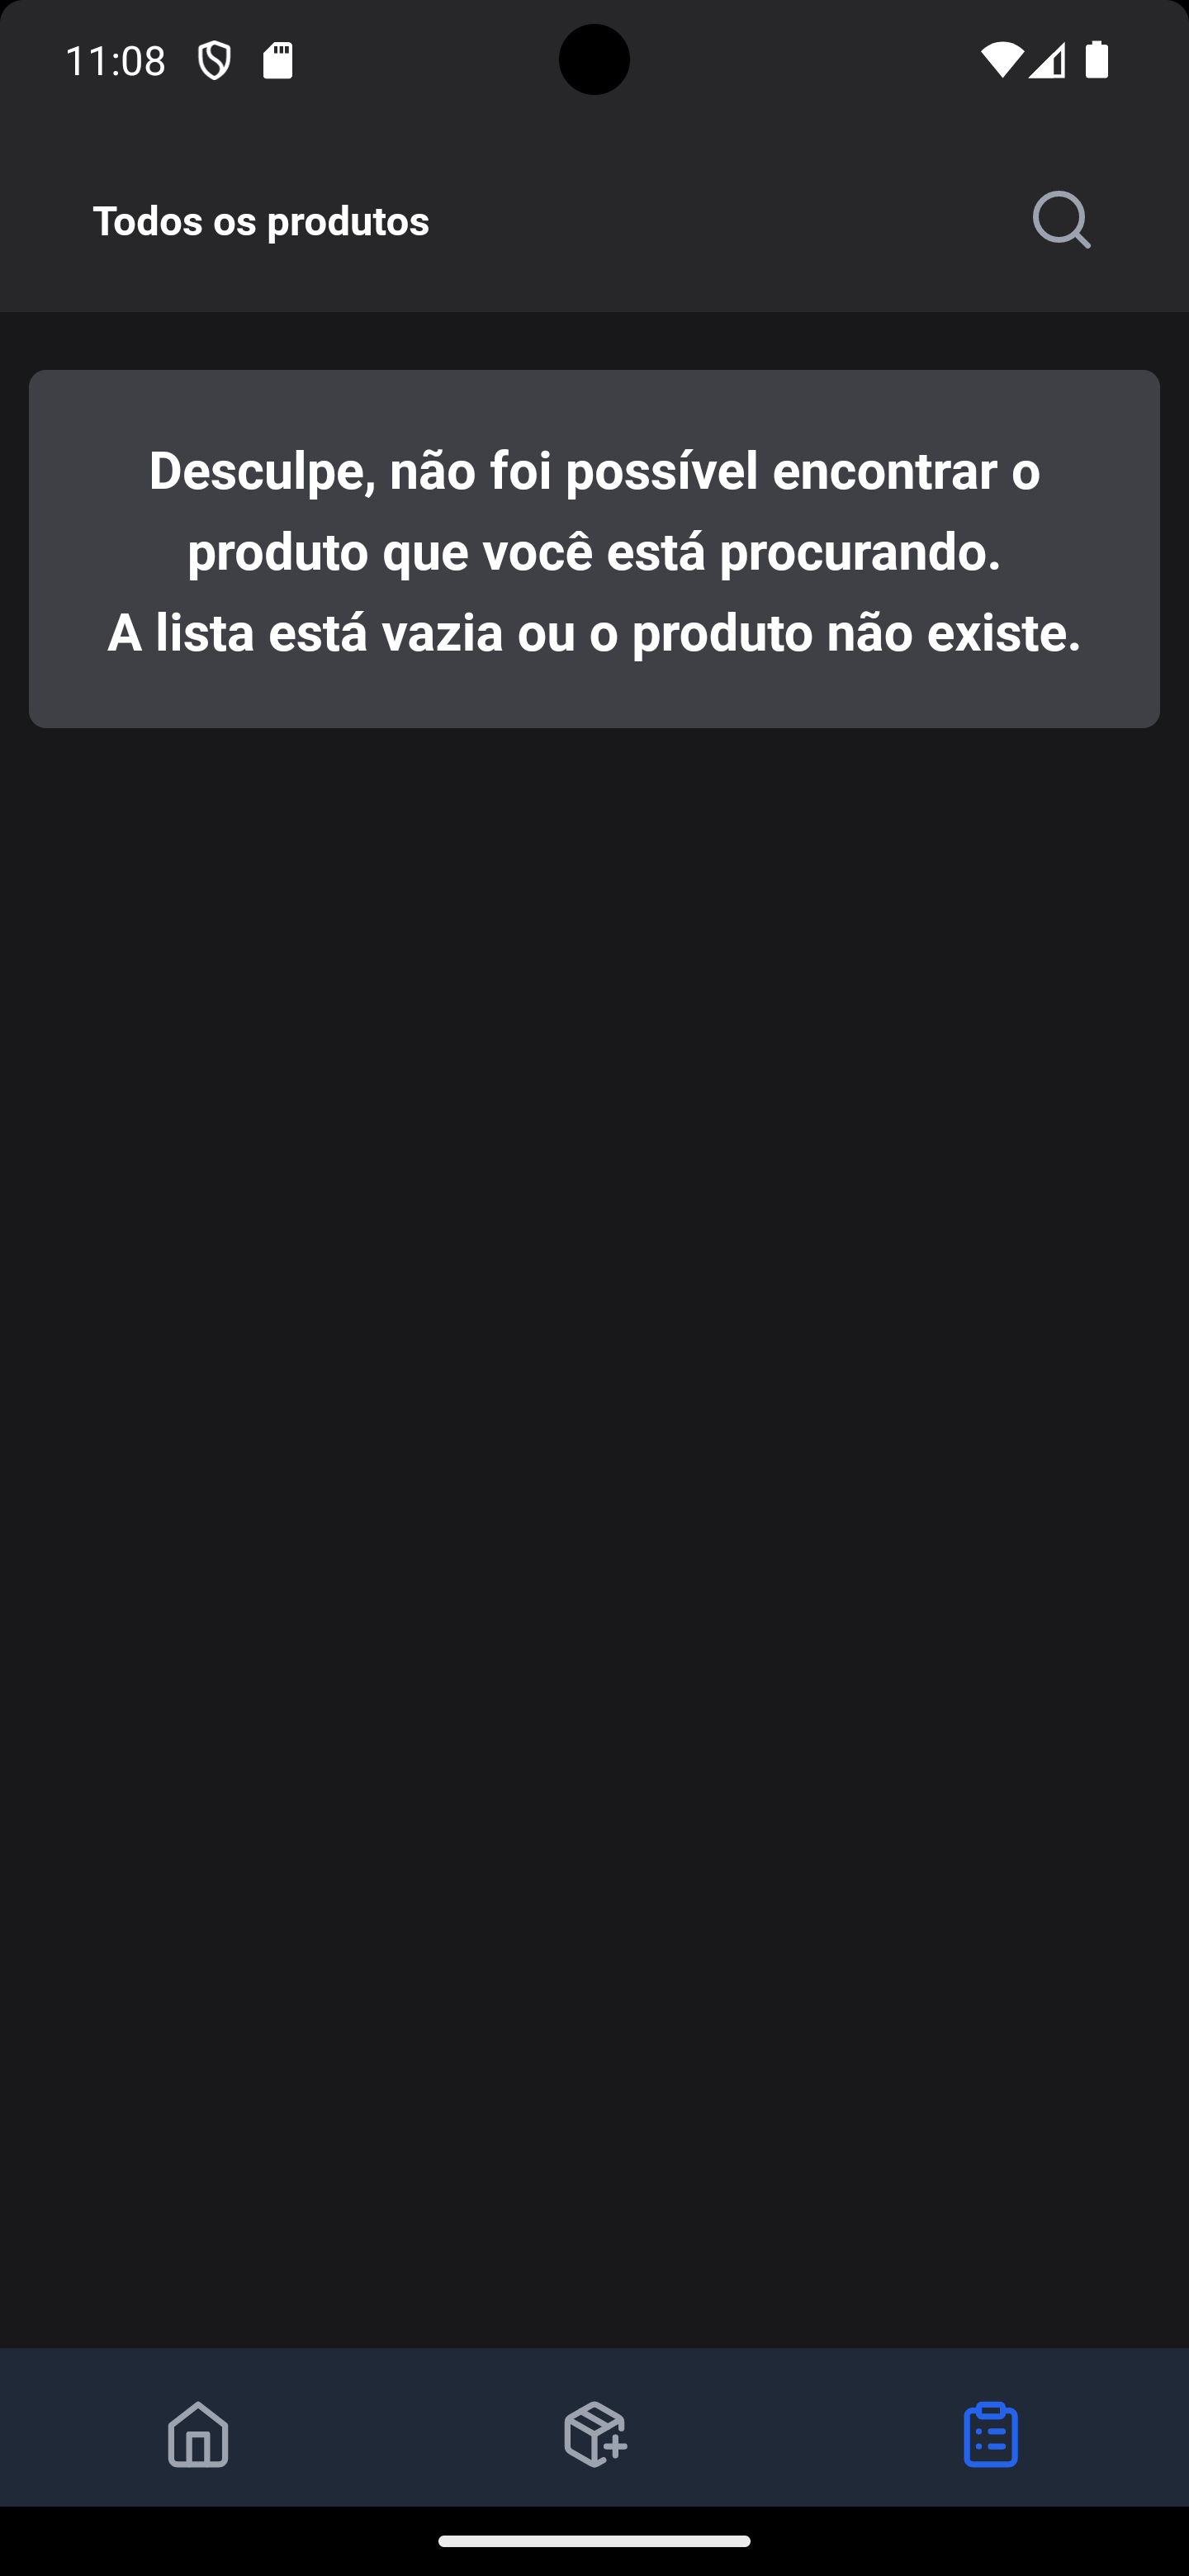 11:08
Todos os produtos
Desculpe, não foi possível encontrar o
produto que você está procurando.
A lista está vazia ou o produto não existe.